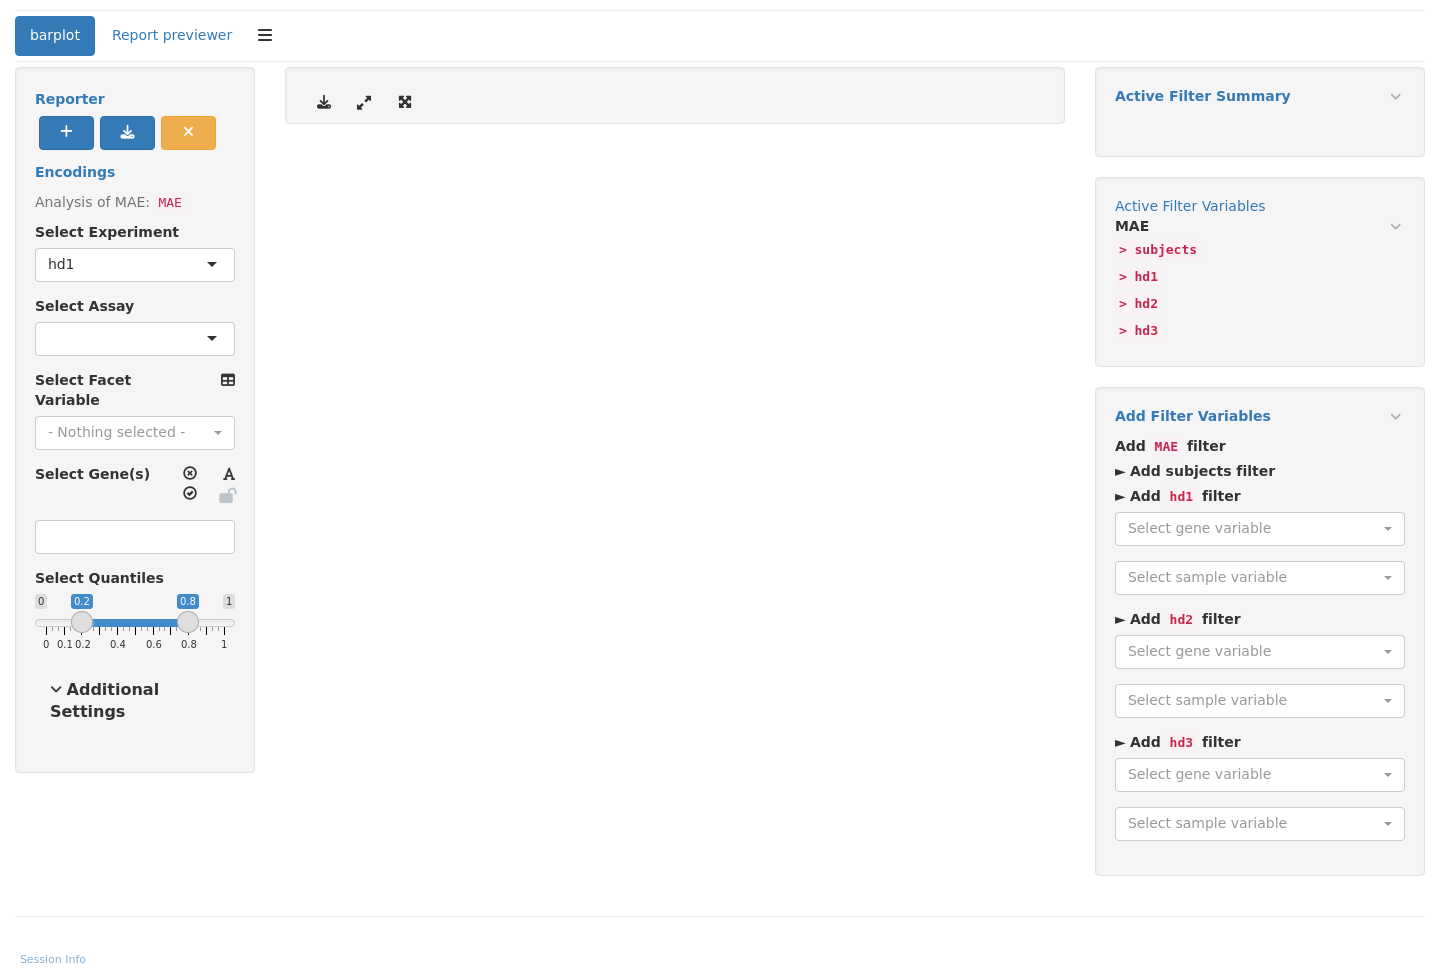 barplot
Report previewer
Reporter
Encodings
Analysis of MAE: MAE
Select Experiment
hd1
Select Assay
Select Facet
Variable
- Nothing selected -
Select Gene(s)
Select Quantiles
0 0.2 0.8 1
0 0.1 0.2 0.4 0.6 0.8 1
Additional
Settings
Active Filter Summary
Active Filter Variables
MAE
> subjects
> hd1
> hd2
> hd3
Add Filter Variables
Add MAE filter
► Add subjects filter
► Add hd1 filter
Select gene variable
Select sample variable
► Add hd2 filter
Select gene variable
Select sample variable
► Add hd3 filter
Select gene variable
Select sample variable
Session Info